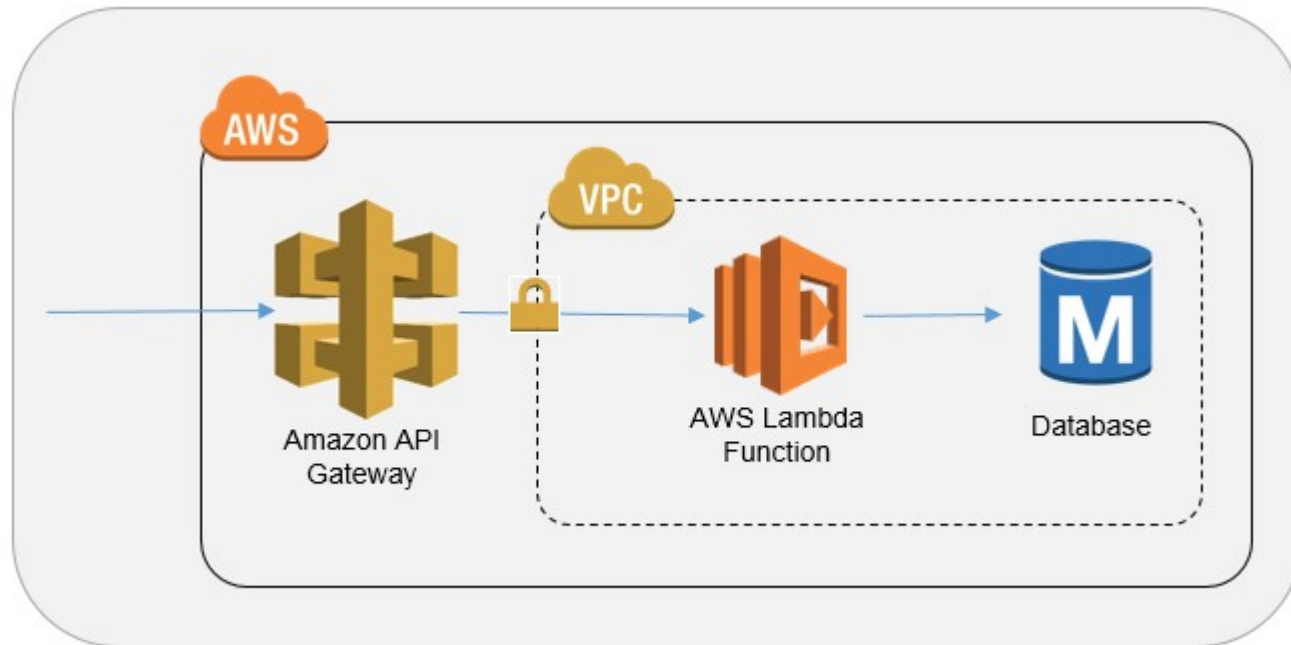 AWS
VPC
Amazon API
Gateway
AWS Lambda
Function
M
Database